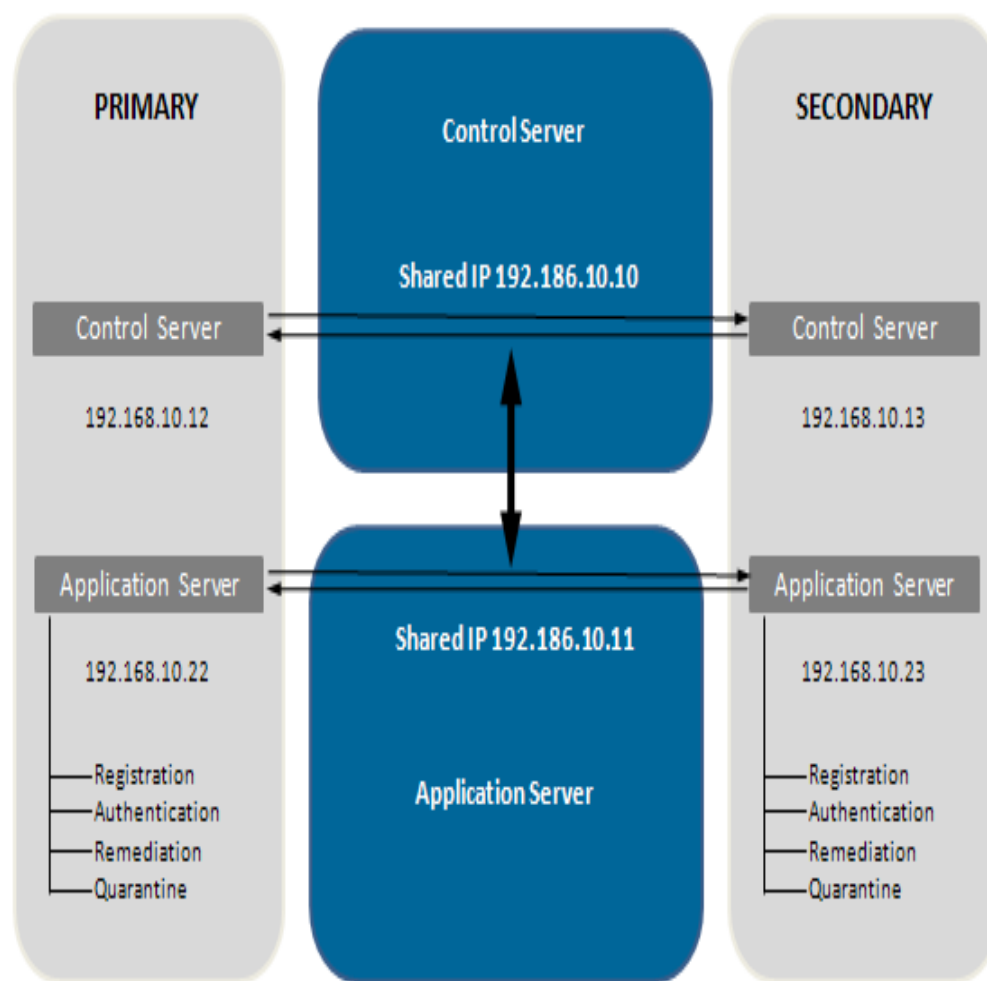 PRIMARY
Control Server
192.168.10.12
Application Server
192.168.10.22
Registration
Authentication
Remediation
Quarantine
Control Server
Shared IP 192.186.10.10
Shared IP 192.186.10.11
Application Server
SECONDARY
Control Server
192.168.10.13
Application Server
192.168.10.23
Registration
Authentication
Remediation
Quarantine